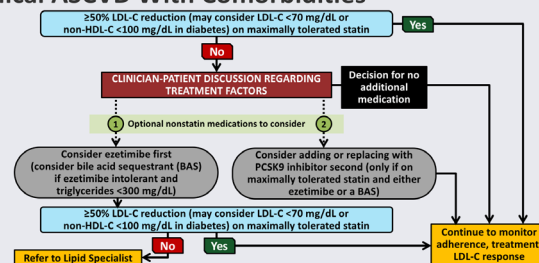 nical ASCVD With Comorbidities
≥50% LDL-C reduction (may consider LDL-C <70 mg/dL or
non-HDL-C <100 mg/dL in diabetes) on maximally tolerated statin
Yes
No
CLINICIAN-PATIENT DISCUSSION REGARDING
TREATMENT FACTORS
Decision for no
additional
medication
1 Optional nonstatin medications to consider 2
Consider ezetimibe first
(consider bile acid sequestrant (BAS)
if ezetimibe intolerant and
triglycerides <300 mg/dL)
Consider adding or replacing with
PCSK9 inhibitor second (only if on
maximally tolerated statin and either
ezetimibe or a BAS)
≥50% LDL-C reduction (may consider LDL-C <70 mg/dL or
non-HDL-C <100 mg/dL in diabetes) on maximally tolerated statin
No
Yes
Refer to Lipid Specialist
Continue to monitor
adherence, treatment
LDL-C response